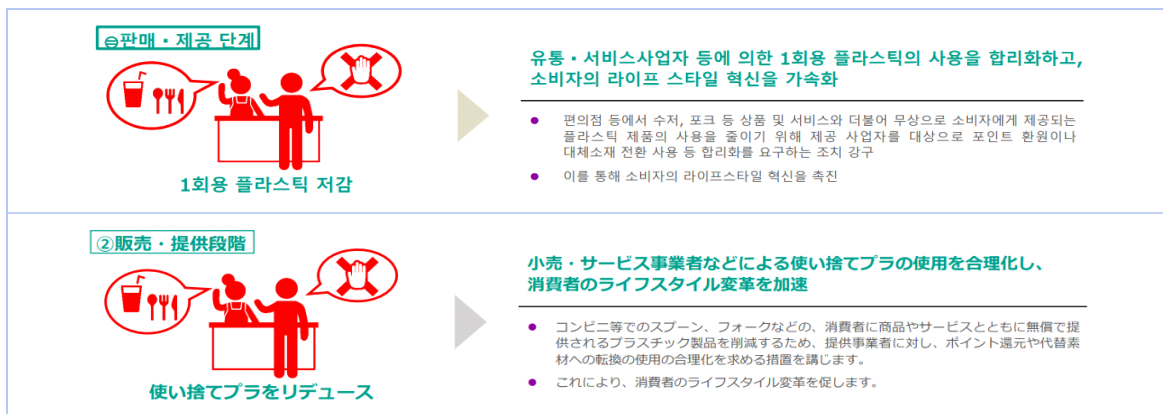 ⊖판매・제공 단계
1회용 플라스틱 저감
유통・서비스사업자 등에 의한 1회용 플라스틱의 사용을 합리화하고,
소비자의 라이프 스타일 혁신을 가속화
● 편의점 등에서 수저, 포크 등 상품 및 서비스와 더불어 무상으로 소비자에게 제공되는
플라스틱 제품의 사용을 줄이기 위해 제공 사업자를 대상으로 포인트 환원이나
대체소재 전환 사용 등 합리화를 요구하는 조치 강구
● 이를 통해 소비자의 라이프스타일 혁신을 촉진
②販売・提供段階
使い捨てプラをリデュース
小売・サービス事業者などによる使い捨てプラの使用を合理化し、
消費者のライフスタイル変革を加速
● コンビニ等でのスプーン、フォークなどの、消費者に商品やサービスとともに無償で提
供されるプラスチック製品を削減するため、提供事業者に対し、ポイント還元や代替素
材への転換の使用の合理化を求める措置を講じます。
● これにより、消費者のライフスタイル変革を促します。